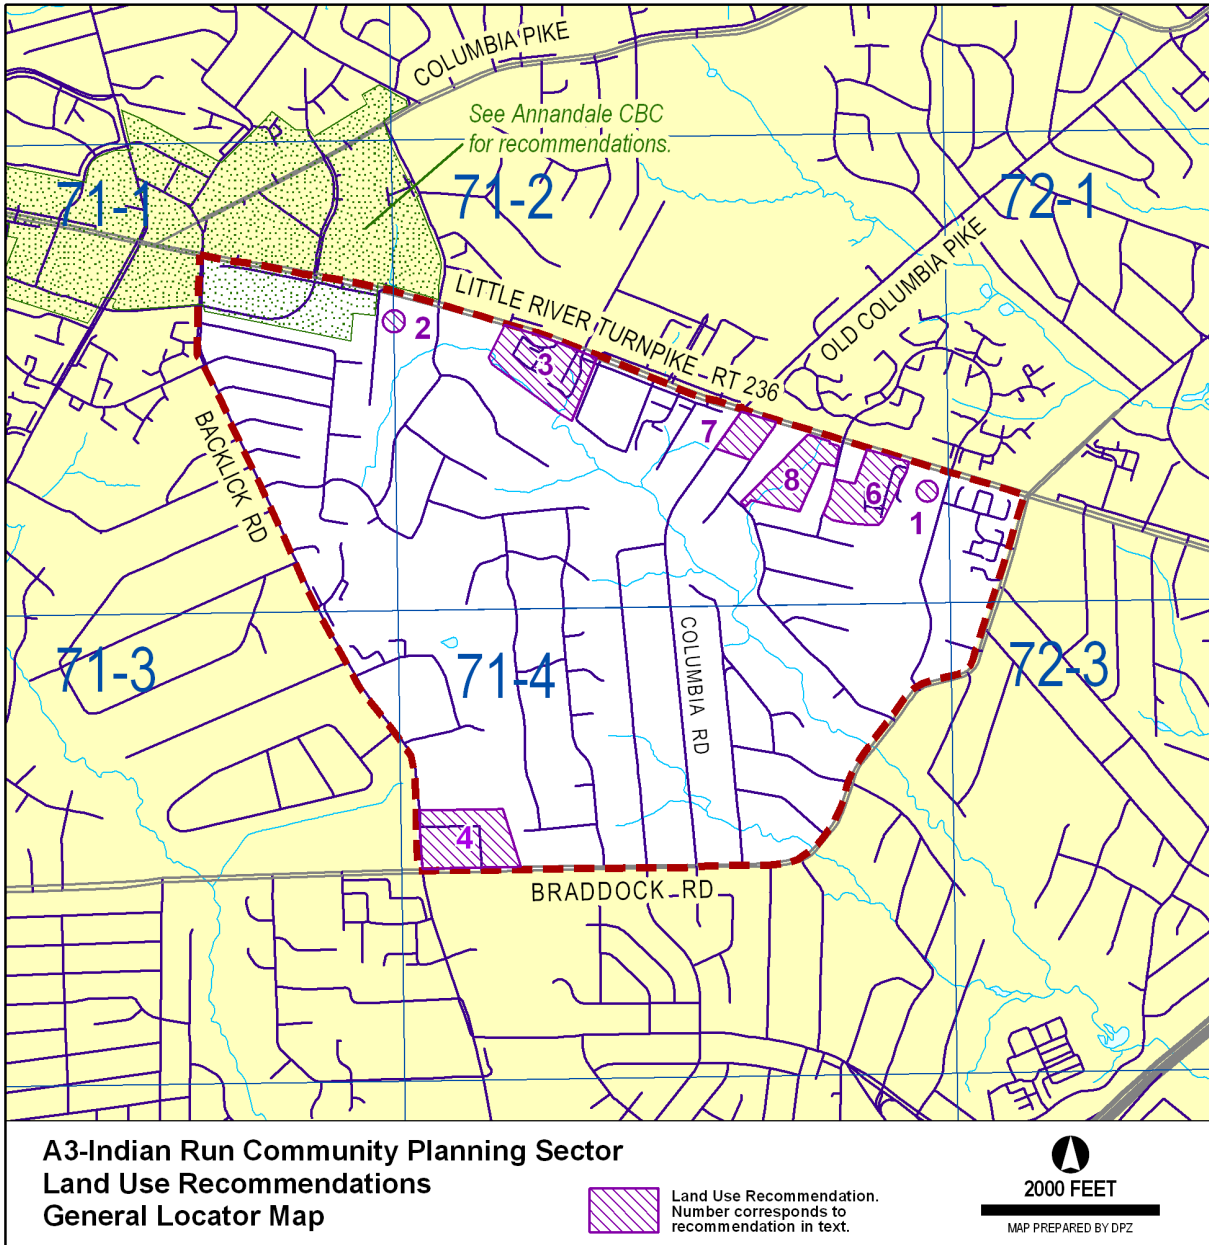 COLUMBIA PIKE
See Annandale CBC
for recommendations.
71-1
71-2
72-1
OLD COLUMBIA PIKE
LITTLE RIVER TURNPIKE - RT 236
2
3
7
8
6
1
BACKLICK RD
71-3
71-4
COLUMBIA RD
72-3
4
BRADDOCK RD
A3-Indian Run Community Planning Sector
Land Use Recommendations
General Locator Map
Land Use Recommendation.
Number corresponds to
recommendation in text.
2000 FEET
MAP PREPARED BY DPZ